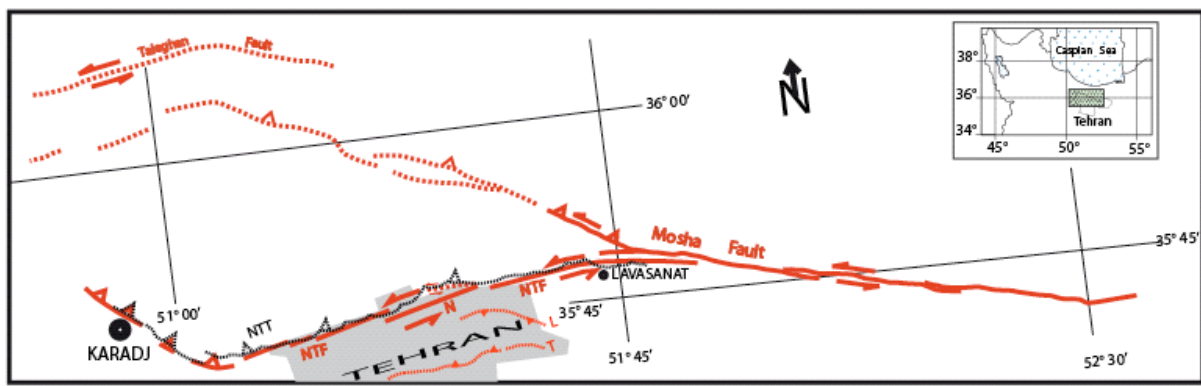 Taleghan Fault
36° 00'
N
Caspian Sea
38°
36°
34°
Tehran
45°
50°
55°
Mosha Fault
35° 45'
LAVASANAT
NTF
35° 45'
N
51° 00'
NTT
NTF
KARADJ
TEHRAN
L
T
51° 45'
52° 30'